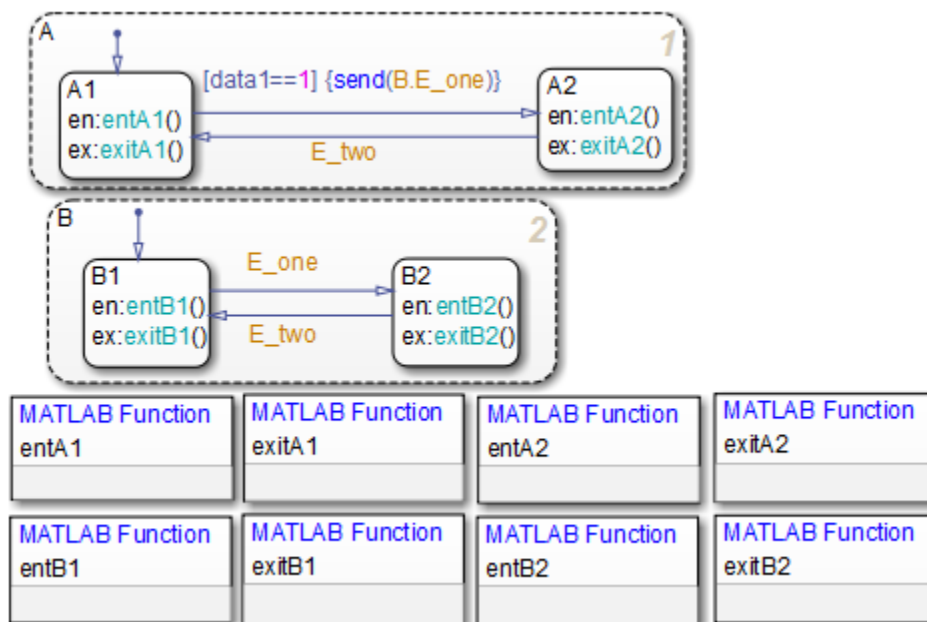 A
1
[data1==1] {send(B.E_one)}
A1
en:entA1()
ex:exitA1()
A2
en:entA2()
ex:exitA2()
E_two
B
2
E_one
B1
en:entB1()
ex:exitB1()
B2
en:entB2()
ex:exitB2()
E_two
MATLAB Function
entA1
MATLAB Function
exitA1
MATLAB Function
entA2
MATLAB Function
exitA2
MATLAB Function
entB1
MATLAB Function
exitB1
MATLAB Function
entB2
MATLAB Function
exitB2